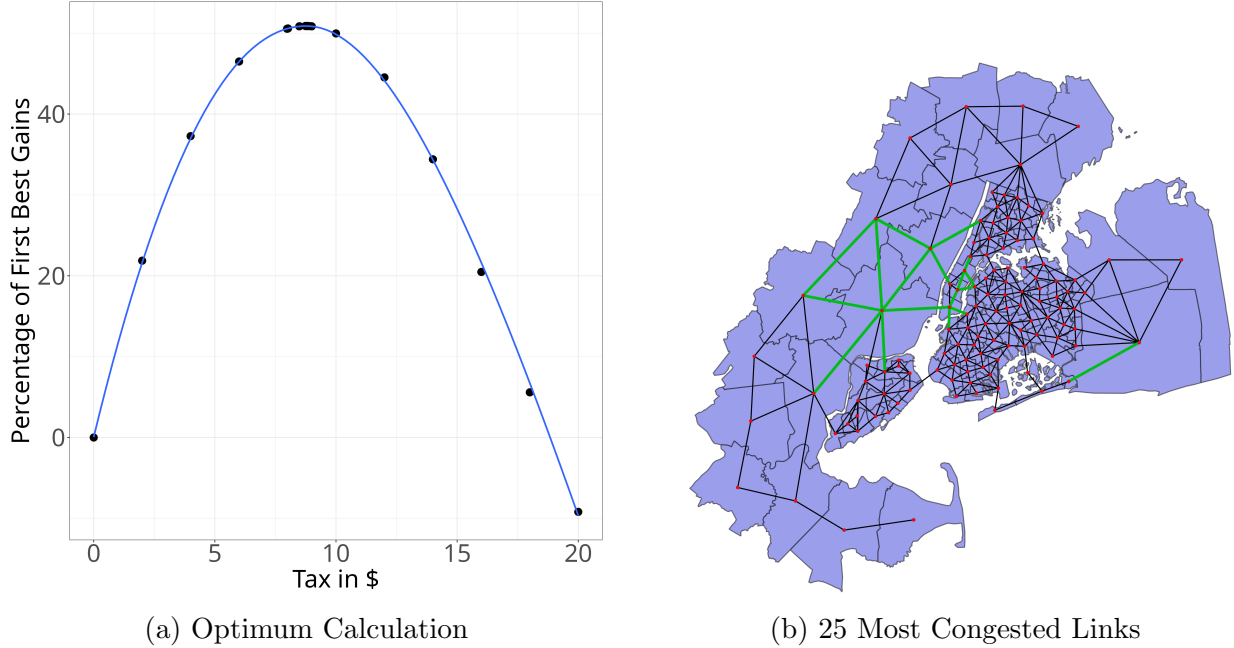 Percentage of First Best Gains
40
20
0
0 5 10 15 20
Tax in $
(a) Optimum Calculation
(b) 25 Most Congested Links